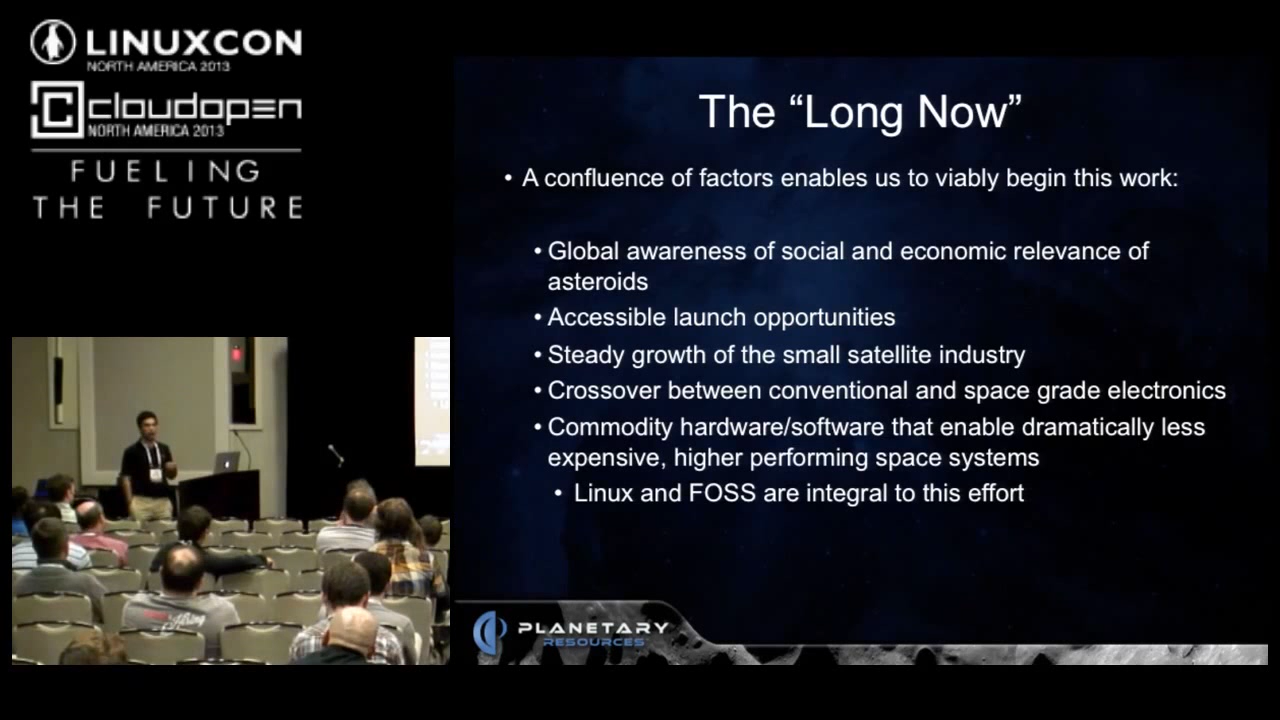 LINUXCON
NORTH AMERICA 2013
cloudopen
NORTH AMERICA 2013
FUELING
THE FUTURE
The “Long Now”
• A confluence of factors enables us to viably begin this work:
• Global awareness of social and economic relevance of
asteroids
• Accessible launch opportunities
• Steady growth of the small satellite industry
• Crossover between conventional and space grade electronics
• Commodity hardware/software that enable dramatically less
expensive, higher performing space systems
• Linux and FOSS are integral to this effort
PLANETARY
RESOURCES